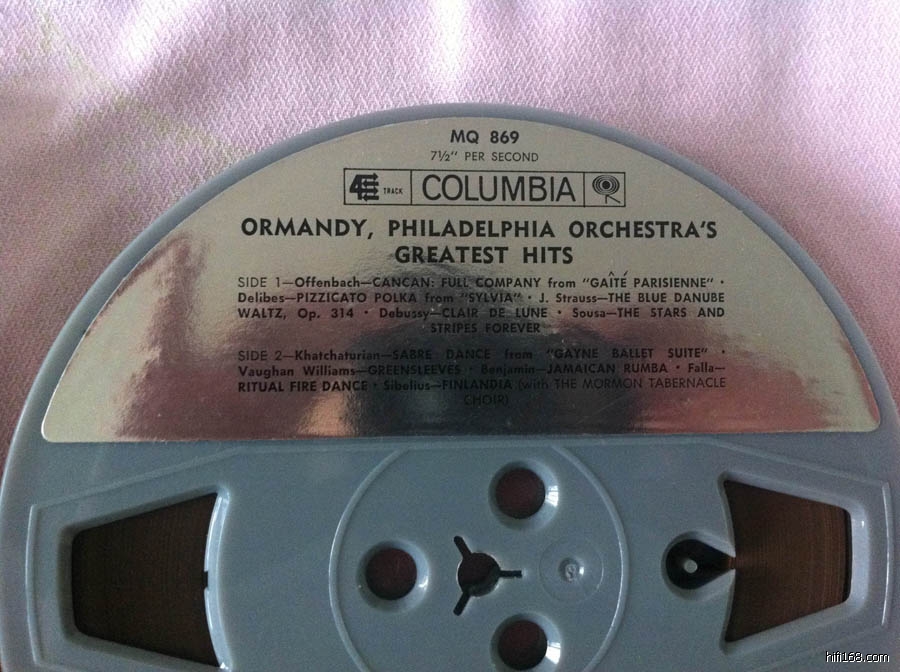 MQ 869
7½" PER SECOND
4 TRACK COLUMBIA
ORMANDY, PHILADELPHIA ORCHESTRA'S
GREATEST HITS
SIDE 1—Offenbach—CANCAN: FULL COMPANY from "GAÎTÉ PARISIENNE" •
Delibes—PIZZICATO POLKA from "SYLVIA" • J. Strauss—THE BLUE DANUBE
WALTZ, Op. 314 • Debussy—CLAIR DE LUNE • Sousa—THE STARS AND
STRIPES FOREVER
SIDE 2—Khatchaturian—SABRE DANCE from "GAYNE BALLET SUITE" •
Vaughan Williams—GREENSLEEVES • Benjamin—JAMAICAN RUMBA • Falla—
RITUAL FIRE DANCE • Sibelius—FINLANDIA (with THE MORMON TABERNACLE
CHOIR)
hifi168.com